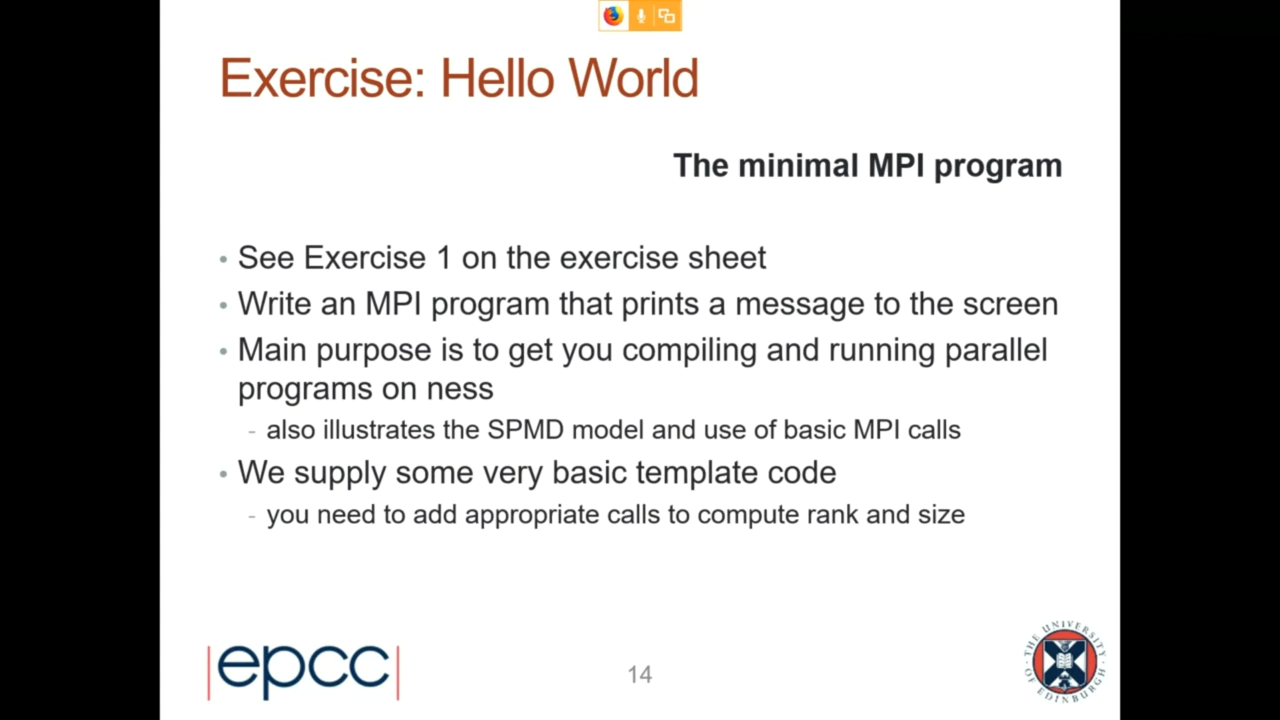 Exercise: Hello World
The minimal MPI program
• See Exercise 1 on the exercise sheet
• Write an MPI program that prints a message to the screen
• Main purpose is to get you compiling and running parallel
programs on ness
- also illustrates the SPMD model and use of basic MPI calls
• We supply some very basic template code
- you need to add appropriate calls to compute rank and size
|epcc|
14
THE UNIVERSITY
OF EDINBURGH